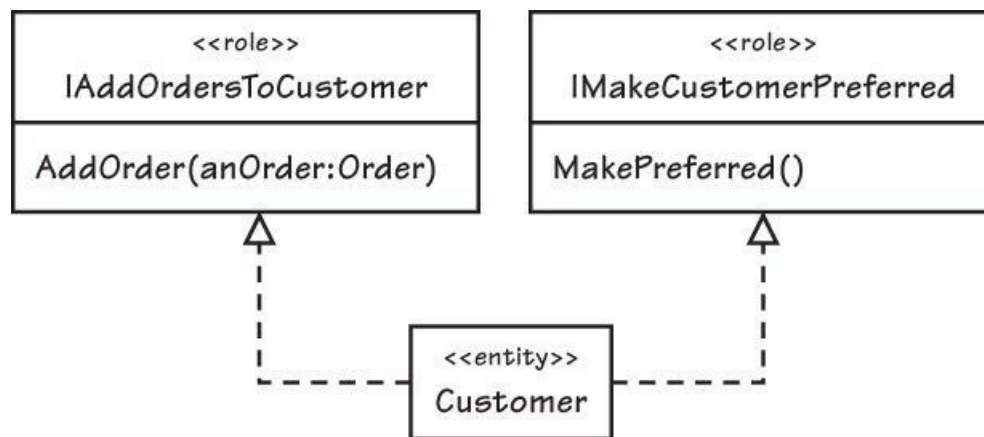 <<role>>
IAddOrdersToCustomer
AddOrder(anOrder:Order)
<<role>>
IMakeCustomerPreferred
MakePreferred()
<<entity>>
Customer